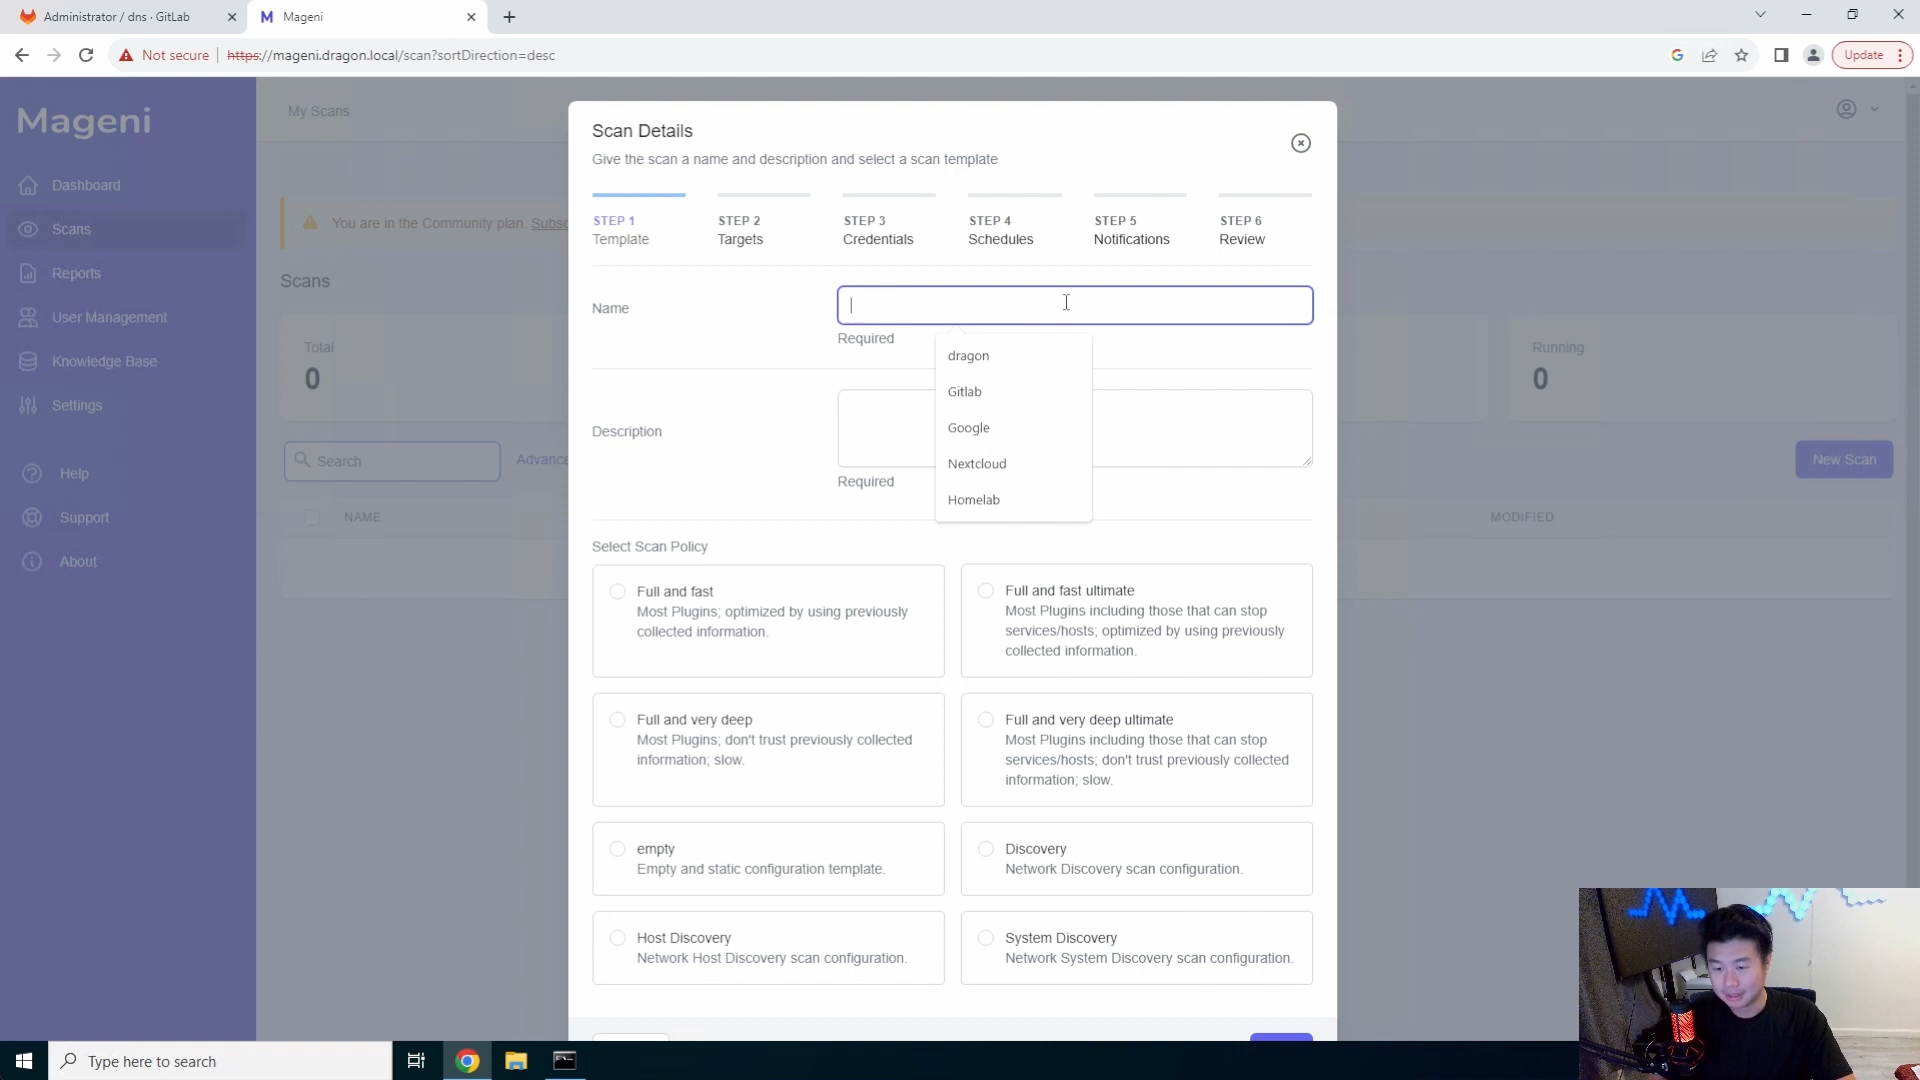 Administrator / dns · GitLab
Mageni
Not secure
https://mageni.dragon.local/scan?sortDirection=desc
Update
Mageni
Dashboard
Scans
Reports
User Management
Knowledge Base
Settings
Help
Support
About
My Scans
You are in the Community plan. Subsc
Scans
Total
0
Running
0
Search
Advance
New Scan
NAME
MODIFIED
Scan Details
Give the scan a name and description and select a scan template
STEP 1
Template
STEP 2
Targets
STEP 3
Credentials
STEP 4
Schedules
STEP 5
Notifications
STEP 6
Review
Name
Required
dragon
Gitlab
Google
Nextcloud
Homelab
Description
Required
Select Scan Policy
Full and fast
Most Plugins; optimized by using previously
collected information.
Full and fast ultimate
Most Plugins including those that can stop
services/hosts; optimized by using previously
collected information.
Full and very deep
Most Plugins; don't trust previously collected
information; slow.
Full and very deep ultimate
Most Plugins including those that can stop
services/hosts; don't trust previously collected
information; slow.
empty
Empty and static configuration template.
Discovery
Network Discovery scan configuration.
Host Discovery
Network Host Discovery scan configuration.
System Discovery
Network System Discovery scan configuration.
Type here to search